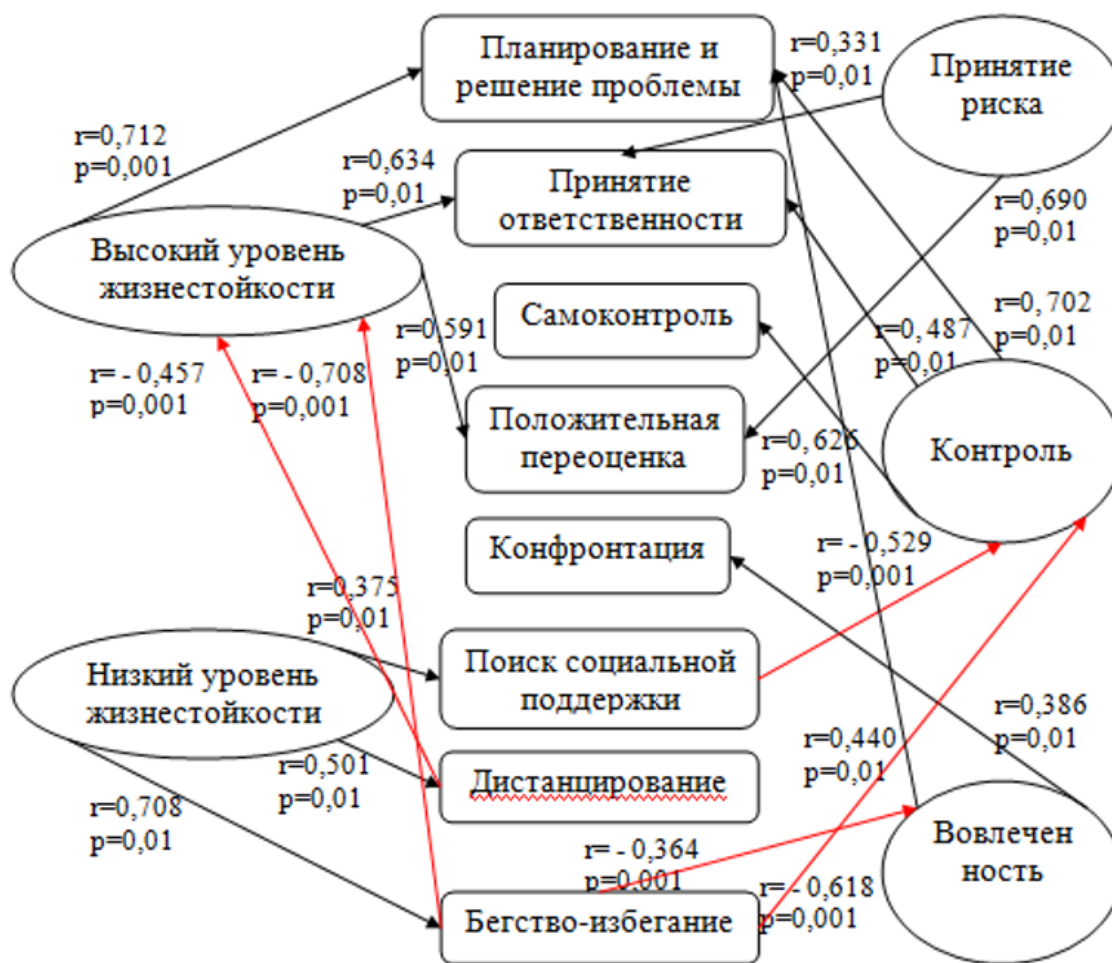 Планирование и
решение проблемы
r=0,331
p=0,01
Принятие
риска
r=0,712
p=0,001
r=0,634
p=0,01
Принятие
ответственности
r=0,690
p=0,01
Высокий уровень
жизнестойкости
Самоконтроль
r=0,591
p=0,01
r=0,487
p=0,01
r=0,702
p=0,01
r= - 0,457
p=0,001
r= - 0,708
p=0,001
Положительная
переоценка
r=0,626
p=0,01
Контроль
Конфронтация
r= - 0,529
p=0,001
r=0,375
p=0,01
Низкий уровень
жизнестойкости
Поиск социальной
поддержки
r=0,386
p=0,01
r=0,440
p=0,01
r=0,501
p=0,01
Дистанцирование
r=0,708
p=0,01
Вовлечен
ность
r= - 0,364
p=0,001
r= - 0,618
p=0,001
Бегство-избегание